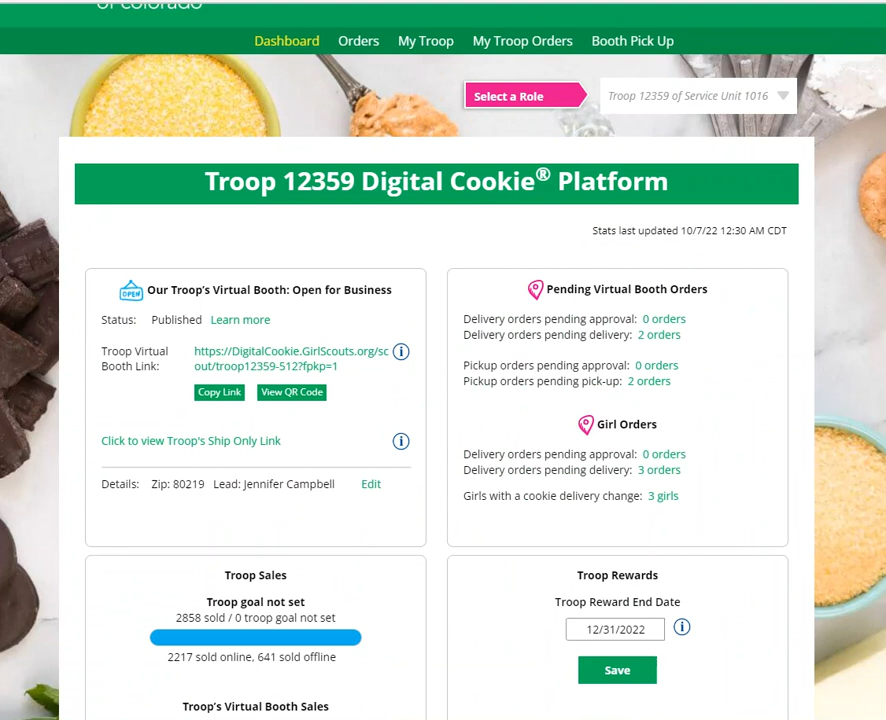 of colorado
Dashboard Orders My Troop My Troop Orders Booth Pick Up
Select a Role
Troop 12359 of Service Unit 1016
Troop 12359 Digital Cookie® Platform
Stats last updated 10/7/22 12:30 AM CDT
OPEN Our Troop's Virtual Booth: Open for Business
Status: Published Learn more
Troop Virtual https://DigitalCookie.GirlScouts.org/sc i
Booth Link: out/troop12359-512?fpkp=1
Copy Link View QR Code
Click to view Troop's Ship Only Link i
Details: Zip: 80219 Lead: Jennifer Campbell Edit
Pending Virtual Booth Orders
Delivery orders pending approval: 0 orders
Delivery orders pending delivery: 2 orders
Pickup orders pending approval: 0 orders
Pickup orders pending pick-up: 2 orders
Girl Orders
Delivery orders pending approval: 0 orders
Delivery orders pending delivery: 3 orders
Girls with a cookie delivery change: 3 girls
Troop Sales
Troop goal not set
2858 sold / 0 troop goal not set
2217 sold online, 641 sold offline
Troop's Virtual Booth Sales
Troop Rewards
Troop Reward End Date
12/31/2022 i
Save